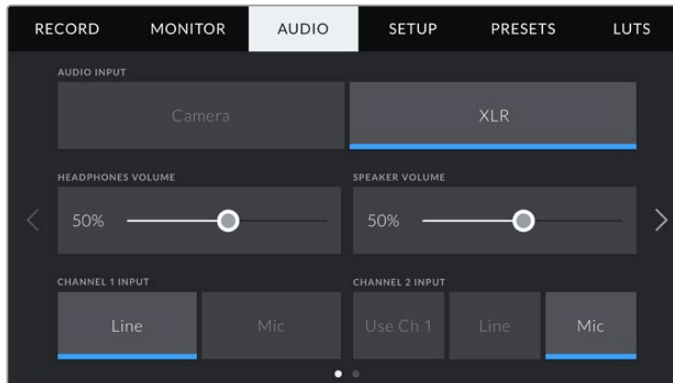 RECORD MONITOR AUDIO SETUP PRESETS LUTS
AUDIO INPUT
Camera XLR
HEADPHONES VOLUME SPEAKER VOLUME
50% 50%
CHANNEL 1 INPUT CHANNEL 2 INPUT
Line Mic Use Ch 1 Line Mic